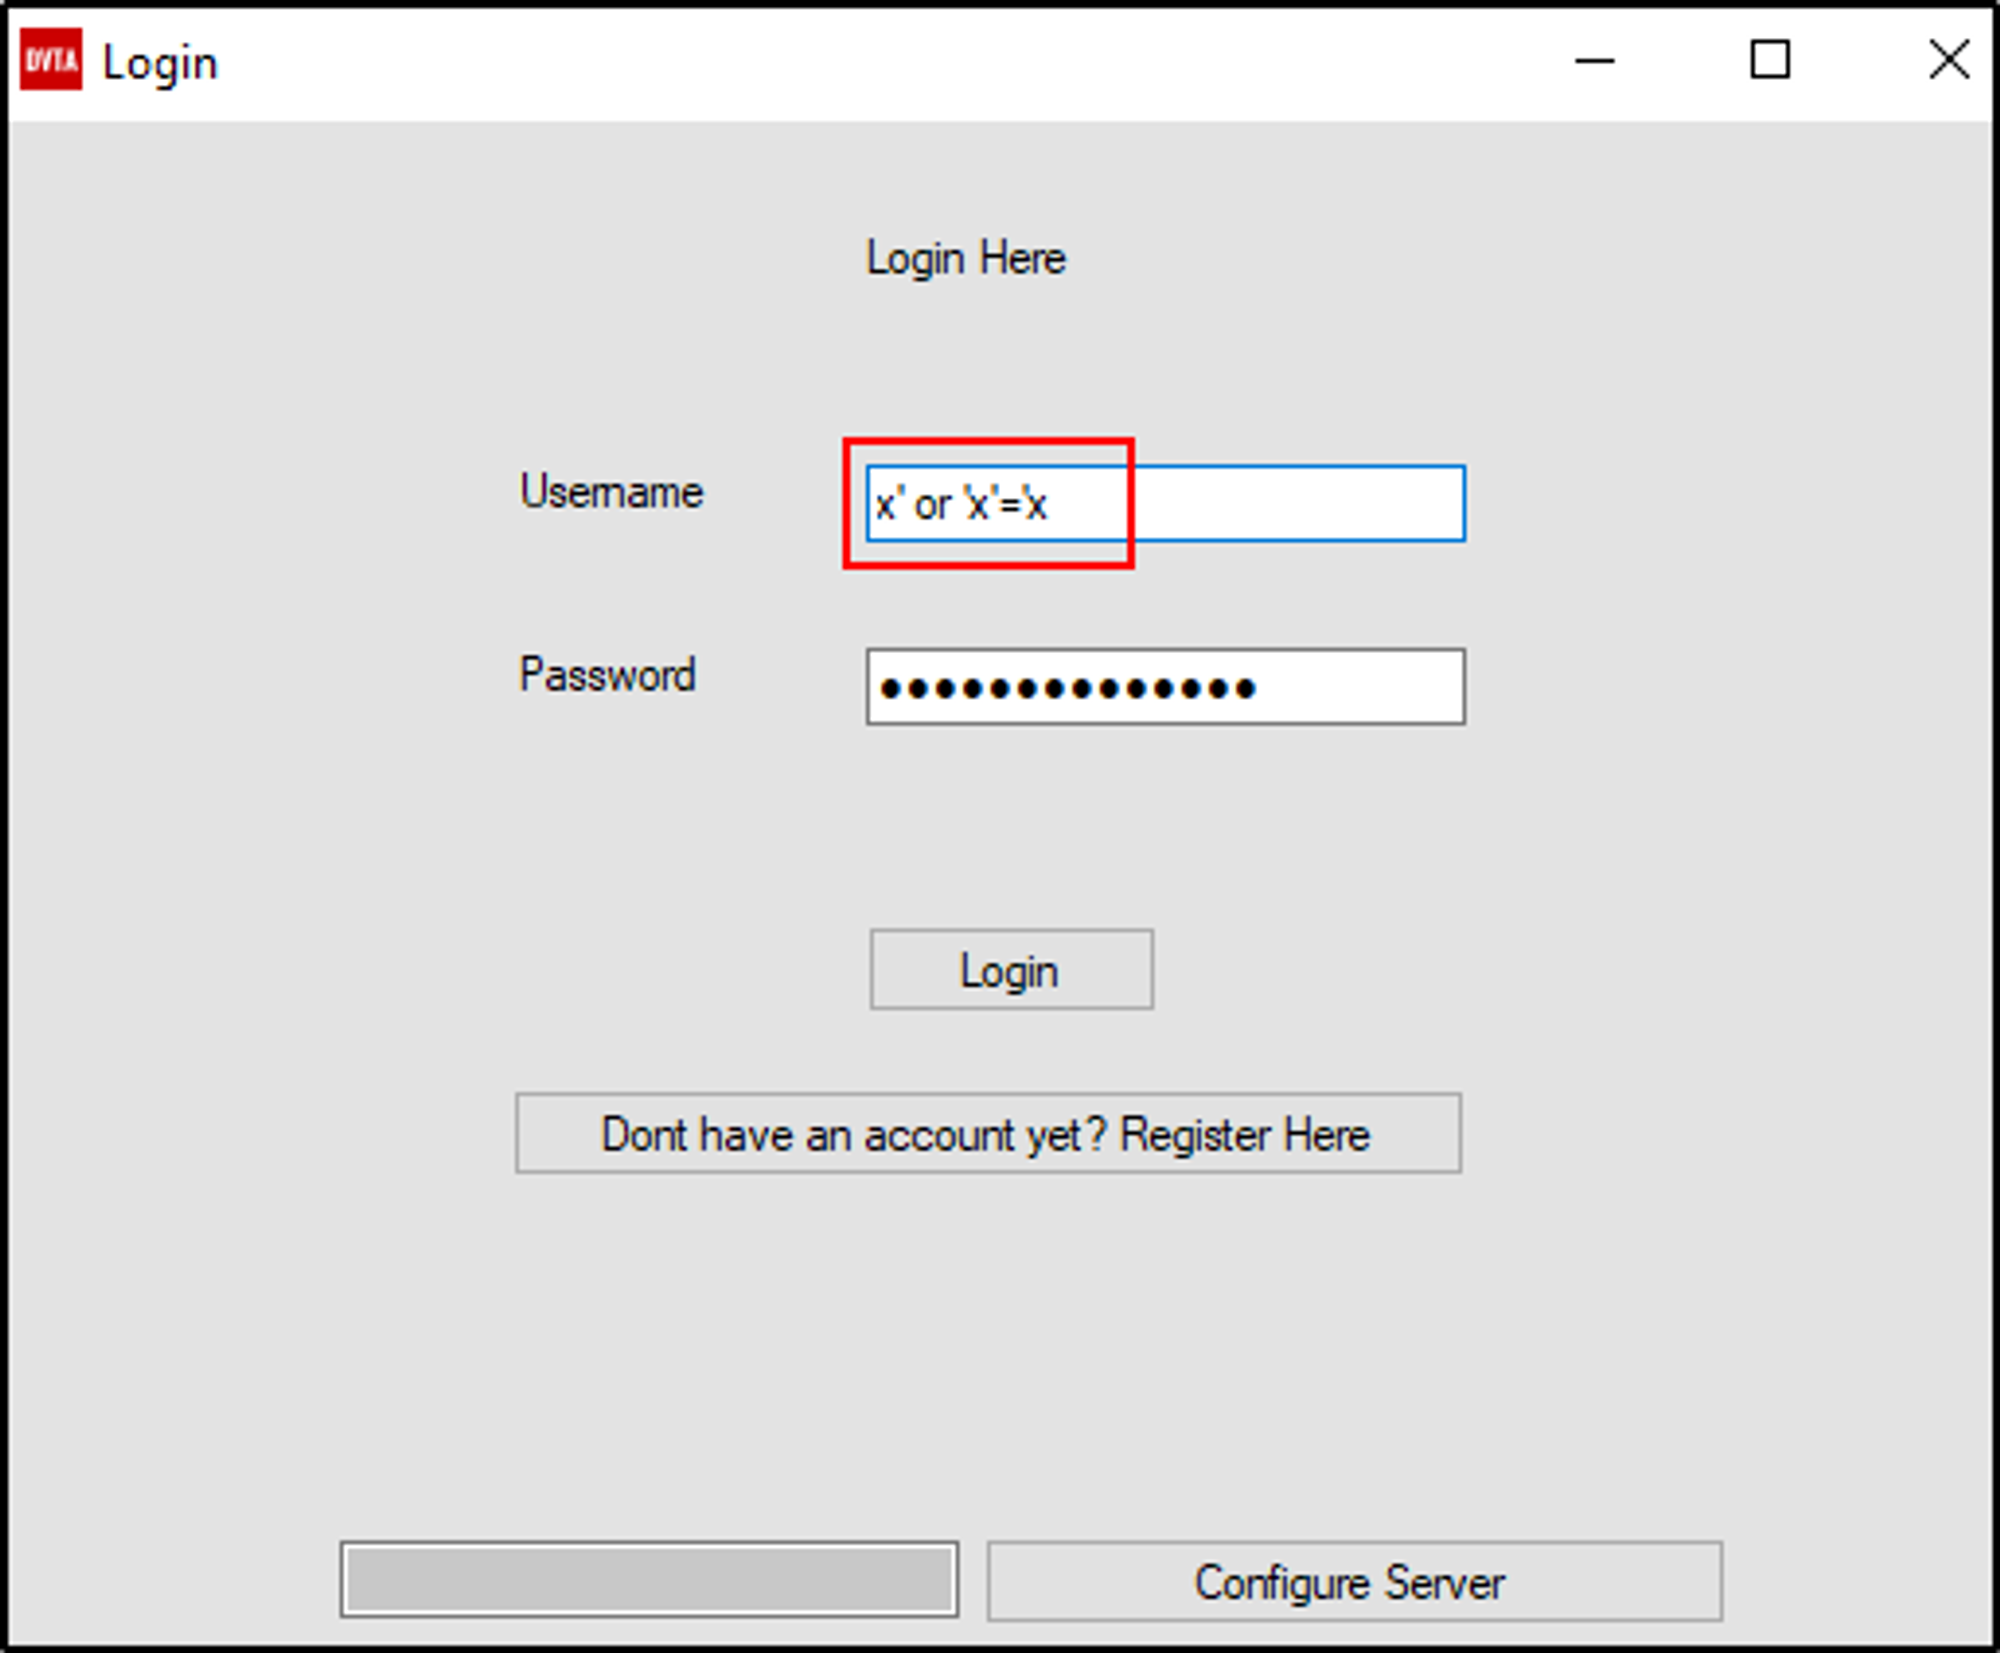 DVTA Login
Login Here
Username x' or 'x'='x
Password ●●●●●●●●●●●●●●
Login
Dont have an account yet? Register Here
Configure Server